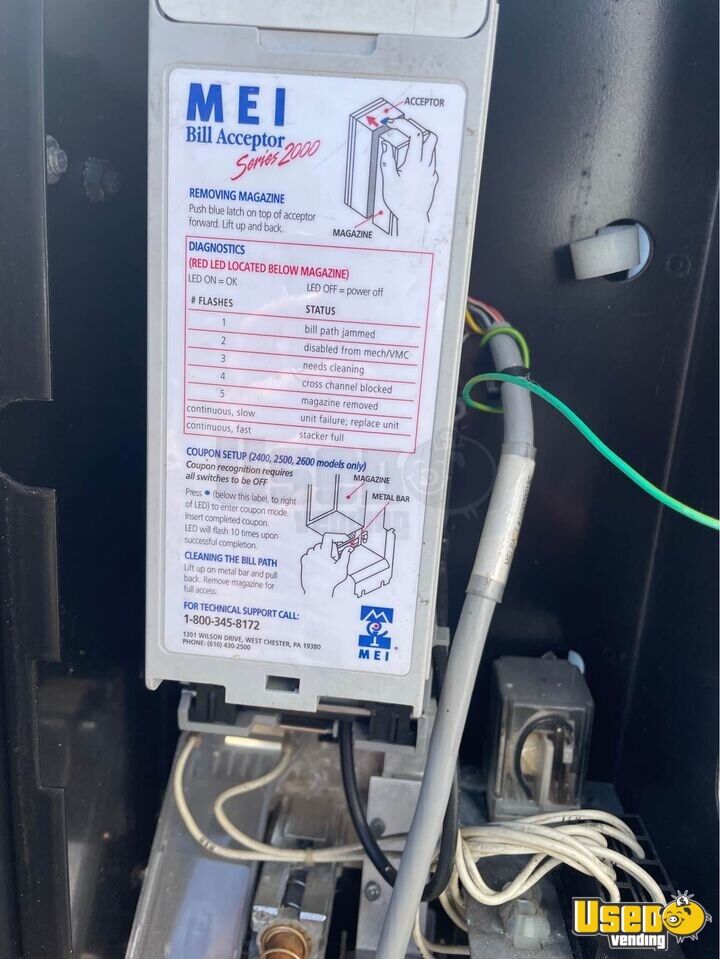 MEI
Bill Acceptor
Series 2000
ACCEPTOR
MAGAZINE
REMOVING MAGAZINE
Push blue latch on top of acceptor
forward. Lift up and back.
DIAGNOSTICS
(RED LED LOCATED BELOW MAGAZINE)
LED ON = OK LED OFF = power off
# FLASHES STATUS
1 bill path jammed
2 disabled from mech/VMC
3 needs cleaning
4 cross channel blocked
5 magazine removed
continuous, slow unit failure; replace unit
continuous, fast stacker full
COUPON SETUP (2400, 2500, 2600 models only)
Coupon recognition requires
all switches to be OFF
Press • (below this label, to right
of LED) to enter coupon mode.
Insert completed coupon.
LED will flash 10 times upon
successful completion.
MAGAZINE
METAL BAR
CLEANING THE BILL PATH
Lift up on metal bar and pull
back. Remove magazine for
full access.
FOR TECHNICAL SUPPORT CALL:
1-800-345-8172
1301 WILSON DRIVE, WEST CHESTER, PA 19380
PHONE: (610) 430-2500
MEI
Used
vending